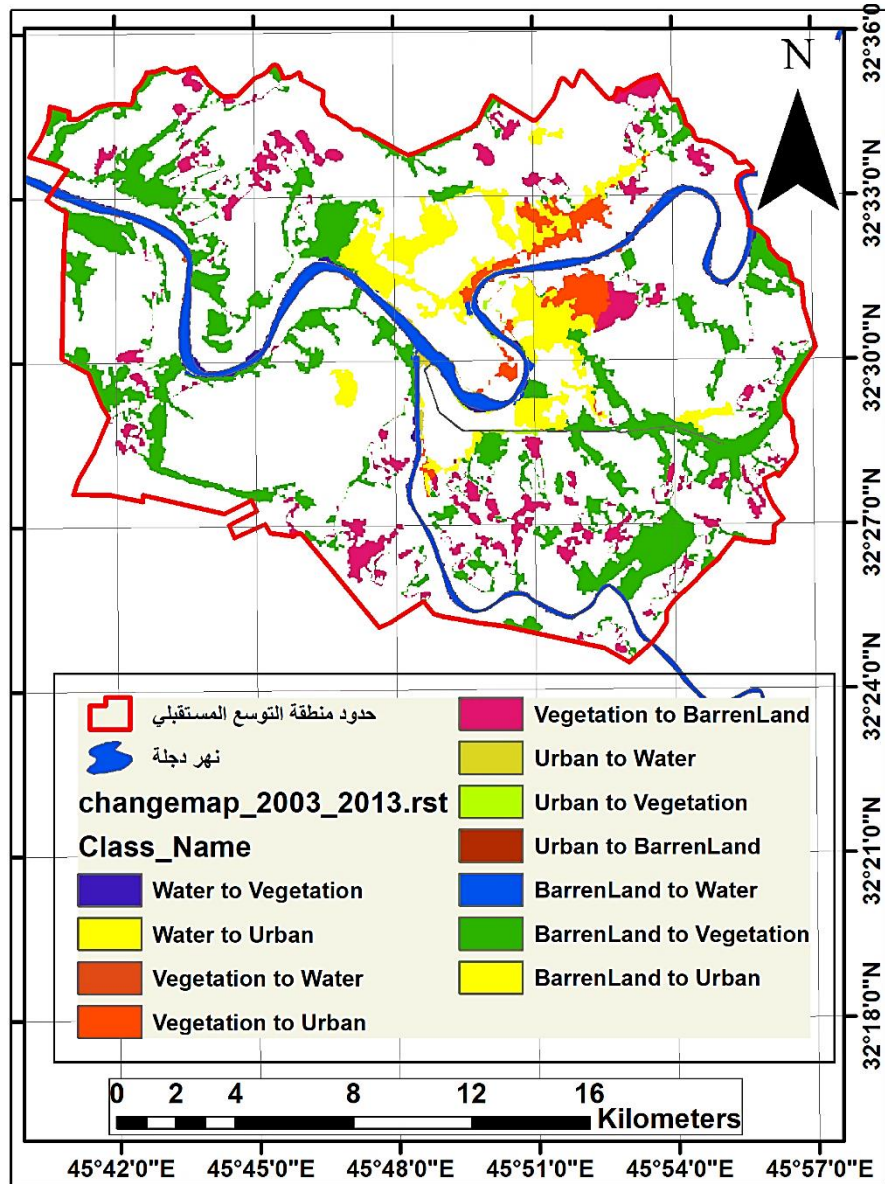 N
32°36'0
32°33'0"N
32°30'0"N
32°27'0"N
32°24'0"N
32°21'0"N
32°18'0"N
حدود منطقة التوسع المستقبلي
نهر دجلة
changemap_2003_2013.rst
Class_Name
Water to Vegetation
Water to Urban
Vegetation to Water
Vegetation to Urban
Vegetation to BarrenLand
Urban to Water
Urban to Vegetation
Urban to BarrenLand
BarrenLand to Water
BarrenLand to Vegetation
BarrenLand to Urban
0 2 4 8 12 16
Kilometers
45°42'0"E 45°45'0"E 45°48'0"E 45°51'0"E 45°54'0"E 45°57'0"E